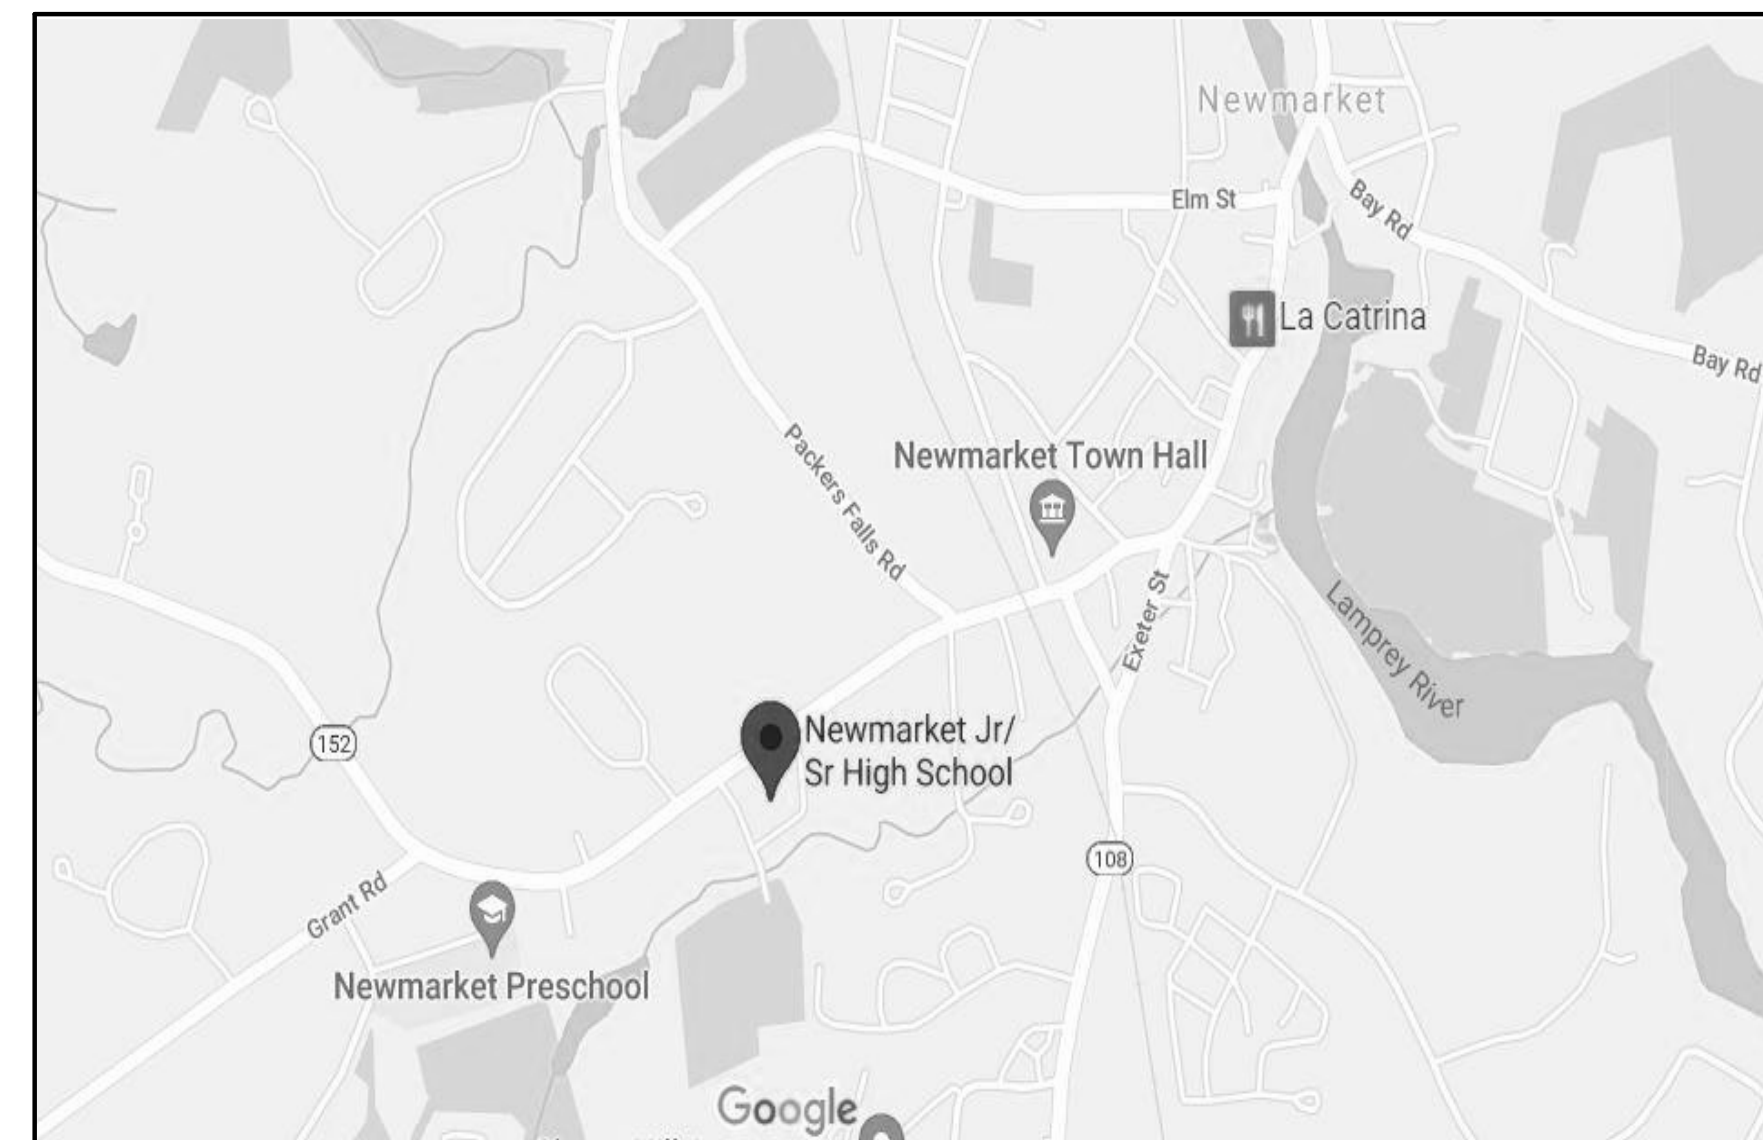 Newmarket
Elm St
Bay Rd
La Catrina
Bay Rd
Newmarket Town Hall
Packers Falls Rd
Exeter St
Lamprey River
152
Newmarket Jr/
Sr High School
108
Grant Rd
Newmarket Preschool
Google